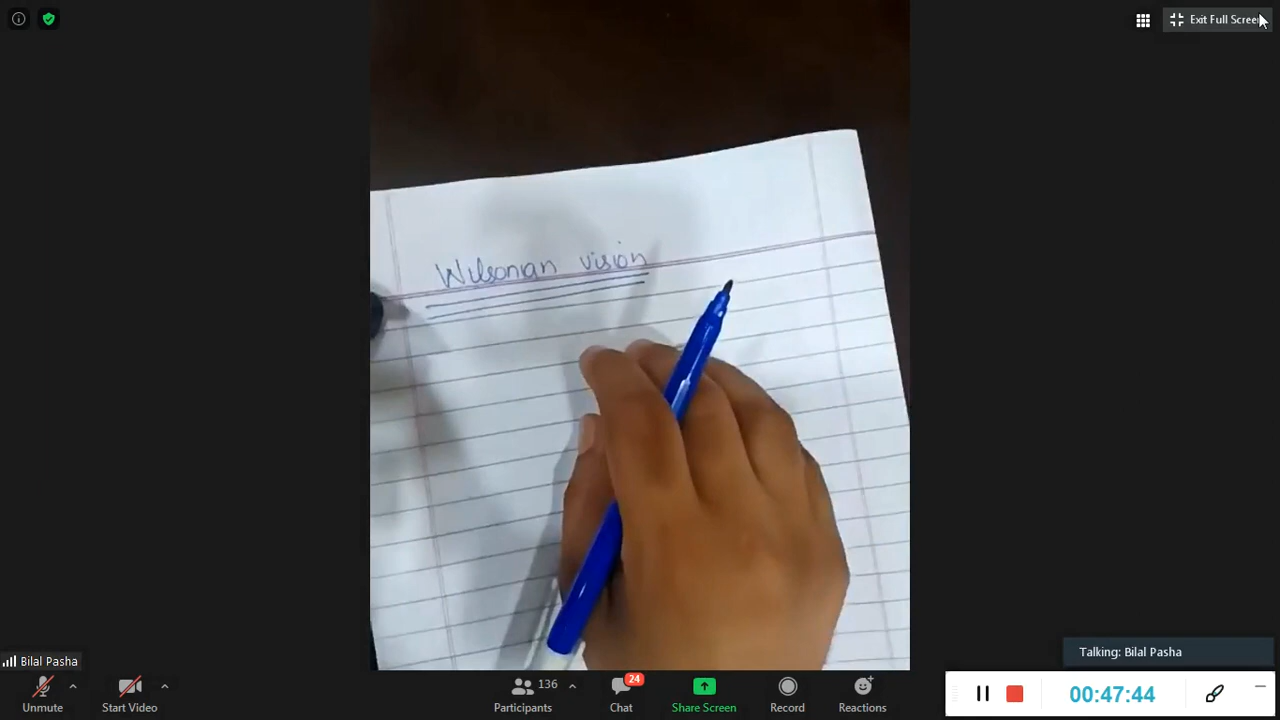 Exit Full Screen
Wilsonian vision
Talking: Bilal Pasha
Bilal Pasha
Unmute
Start Video
136
Participants
24
Chat
Share Screen
Record
Reactions
00:47:44